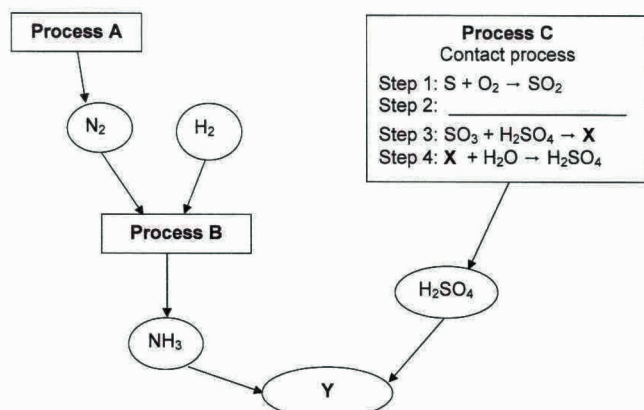 Process A
N₂
H₂
Process B
NH₃
Process C
Contact process
Step 1: S + O₂ → SO₂
Step 2: ____________________
Step 3: SO₃ + H₂SO₄ → X
Step 4: X + H₂O → H₂SO₄
H₂SO₄
Y